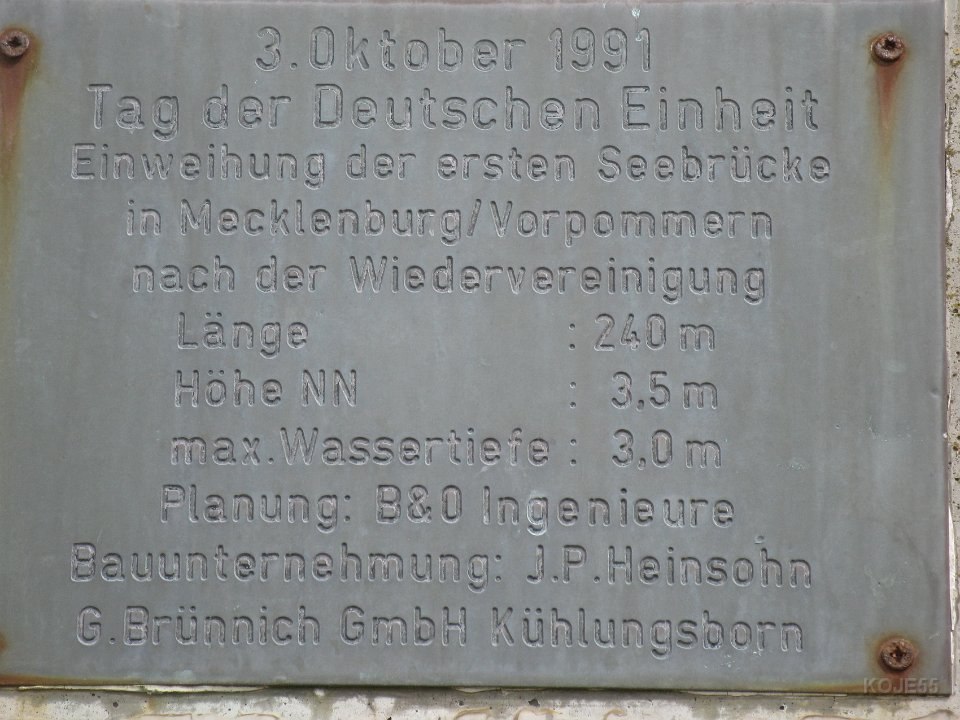 3. Oktober 1991
Tag der Deutschen Einheit
Einweihung der ersten Seebrücke
in Mecklenburg/Vorpommern
nach der Wiedervereinigung
Länge : 240 m
Höhe NN : 3,5 m
max. Wassertiefe : 3,0 m
Planung: B&O Ingenieure
Bauunternehmung: J.P. Heinsohn
G. Brünnich GmbH Kühlungsborn
KOJE55